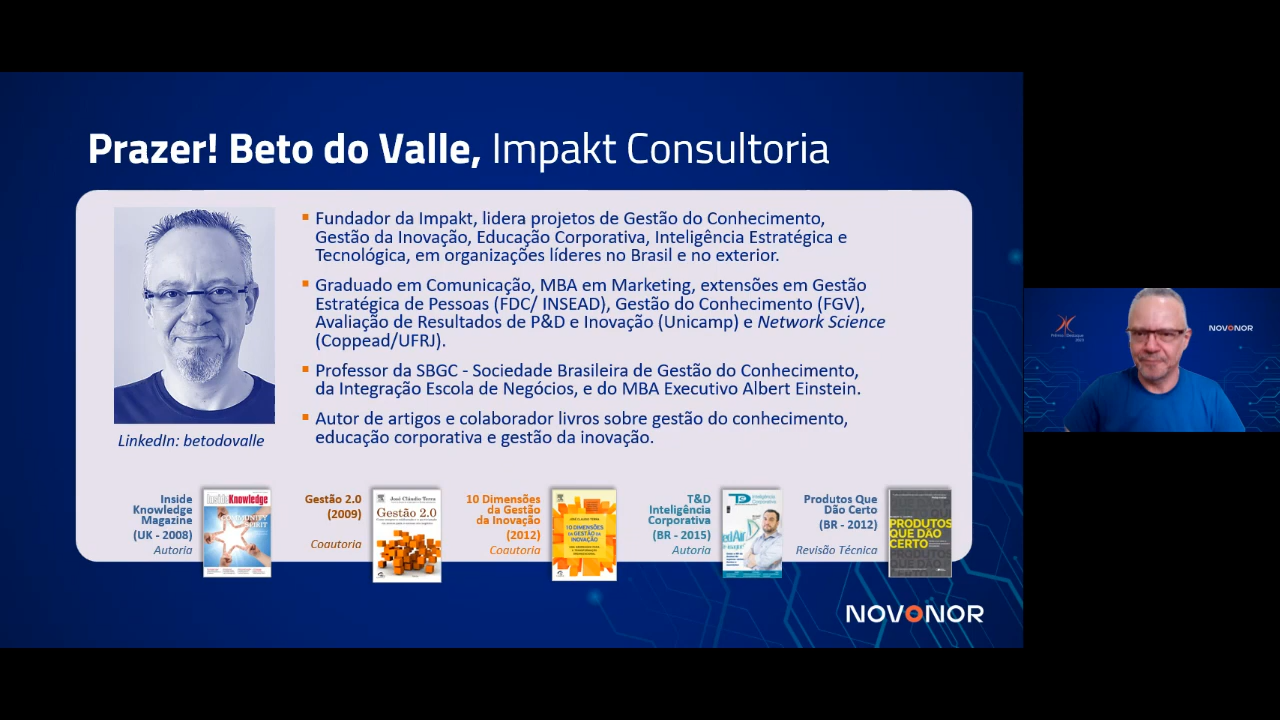 Prazer! Beto do Valle, Impakt Consultoria
Fundador da Impakt, lidera projetos de Gestão do Conhecimento,
Gestão da Inovação, Educação Corporativa, Inteligência Estratégica e
Tecnológica, em organizações líderes no Brasil e no exterior.
Graduado em Comunicação, MBA em Marketing, extensões em Gestão
Estratégica de Pessoas (FDC/ INSEAD), Gestão do Conhecimento (FGV),
Avaliação de Resultados de P&D e Inovação (Unicamp) e Network Science
(Coppead/UFRJ).
Professor da SBGC - Sociedade Brasileira de Gestão do Conhecimento,
da Integração Escola de Negócios, e do MBA Executivo Albert Einstein.
Autor de artigos e colaborador livros sobre gestão do conhecimento,
educação corporativa e gestão da inovação.
LinkedIn: betodovalle
Inside
Knowledge
Magazine
(UK - 2008)
Autoria
InsideKnowledge
COMMUNITY
SPIRIT
Gestão 2.0
(2009)
Coautoria
José Cláudio Terra
Gestão 2.0
10 Dimensões
da Gestão
da Inovação
(2012)
Coautoria
10 DIMENSÕES
DA GESTÃO DA
INOVAÇÃO
T&D
Inteligência
Corporativa
(BR - 2015)
Autoria
TD
Inteligência
Corporativa
Produtos Que
Dão Certo
(BR - 2012)
Revisão Técnica
PRODUTOS
QUE DÃO
CERTO
NOVONOR
NOVONOR